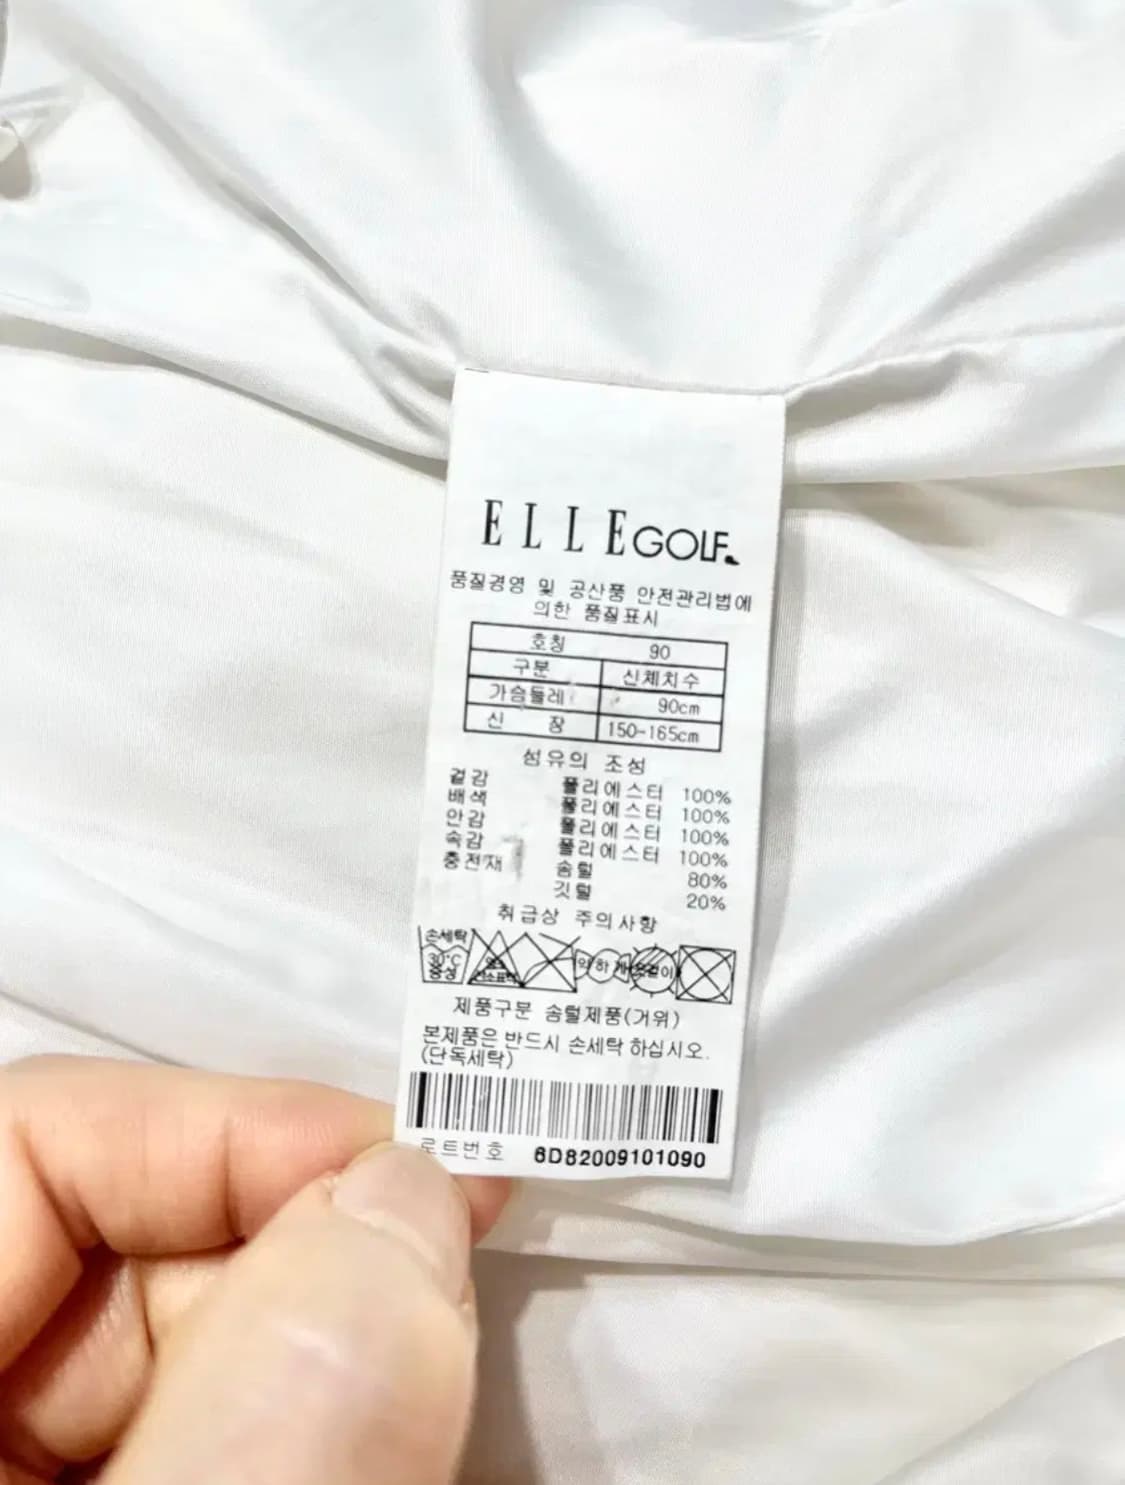 ELLE GOLF
품질경영 및 공산품 안전관리법에
의한 품질표시
호칭 90
구분 신체치수
가슴둘레 90cm
신 장 150-165cm
섬유의 조성
겉감 폴리에스터 100%
배색 폴리에스터 100%
안감 폴리에스터 100%
속감 폴리에스터 100%
충전재 솜털 80%
깃털 20%
취급상 주의사항
손세탁
30°C
중성
약하게
옷걸이
제품구분 솜털제품(거위)
본제품은 반드시 손세탁 하십시오.
(단독세탁)
로트번호 6D82009101090